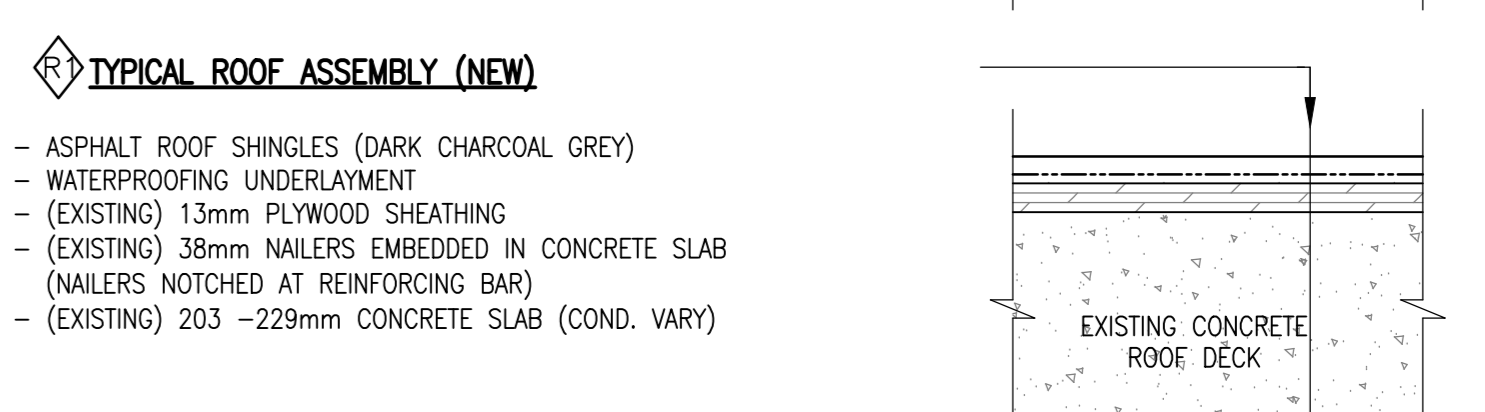 R1 TYPICAL ROOF ASSEMBLY (NEW)
- ASPHALT ROOF SHINGLES (DARK CHARCOAL GREY)
- WATERPROOFING UNDERLAYMENT
- (EXISTING) 13mm PLYWOOD SHEATHING
- (EXISTING) 38mm NAILERS EMBEDDED IN CONCRETE SLAB
(NAILERS NOTCHED AT REINFORCING BAR)
- (EXISTING) 203 -229mm CONCRETE SLAB (COND. VARY)
EXISTING CONCRETE
ROOF DECK